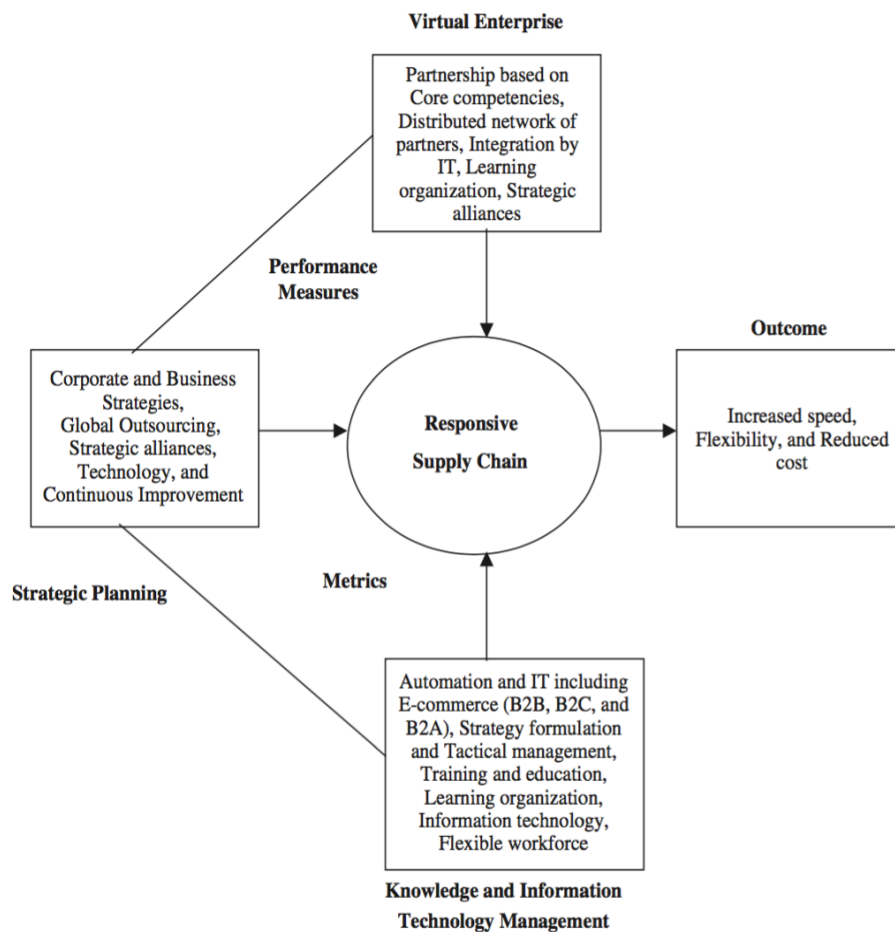 Virtual Enterprise
Partnership based on
Core competencies,
Distributed network of
partners, Integration by
IT, Learning
organization, Strategic
alliances
Performance
Measures
Outcome
Corporate and Business
Strategies,
Global Outsourcing,
Strategic alliances,
Technology, and
Continuous Improvement
Responsive
Supply Chain
Increased speed,
Flexibility, and Reduced
cost
Strategic Planning
Metrics
Automation and IT including
E-commerce (B2B, B2C, and
B2A), Strategy formulation
and Tactical management,
Training and education,
Learning organization,
Information technology,
Flexible workforce
Knowledge and Information
Technology Management